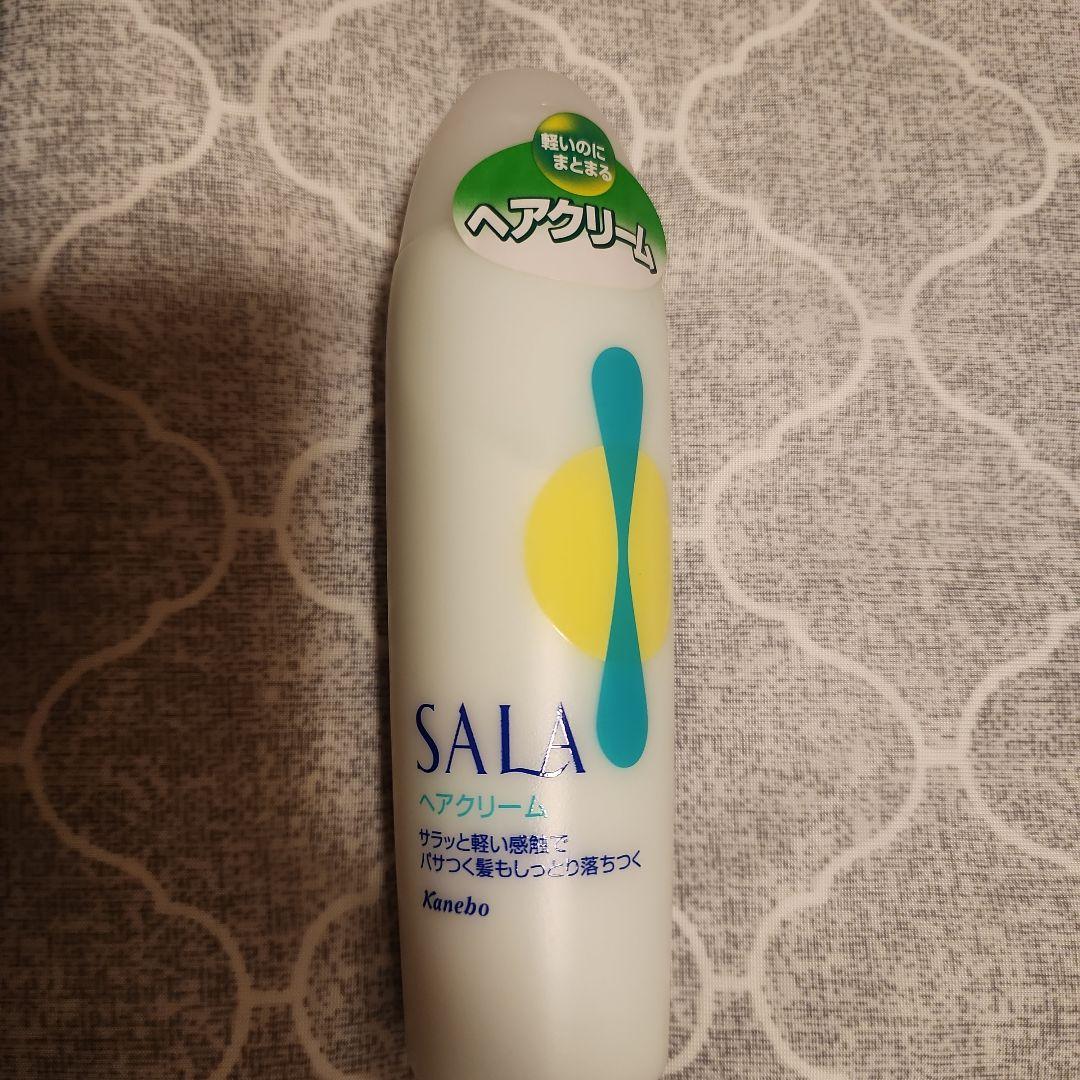 軽いのに
まとまる
ヘアクリーム
SALA
ヘアクリーム
サラッと軽い感触で
パサつく髪もしっとり落ちつく
Kanebo